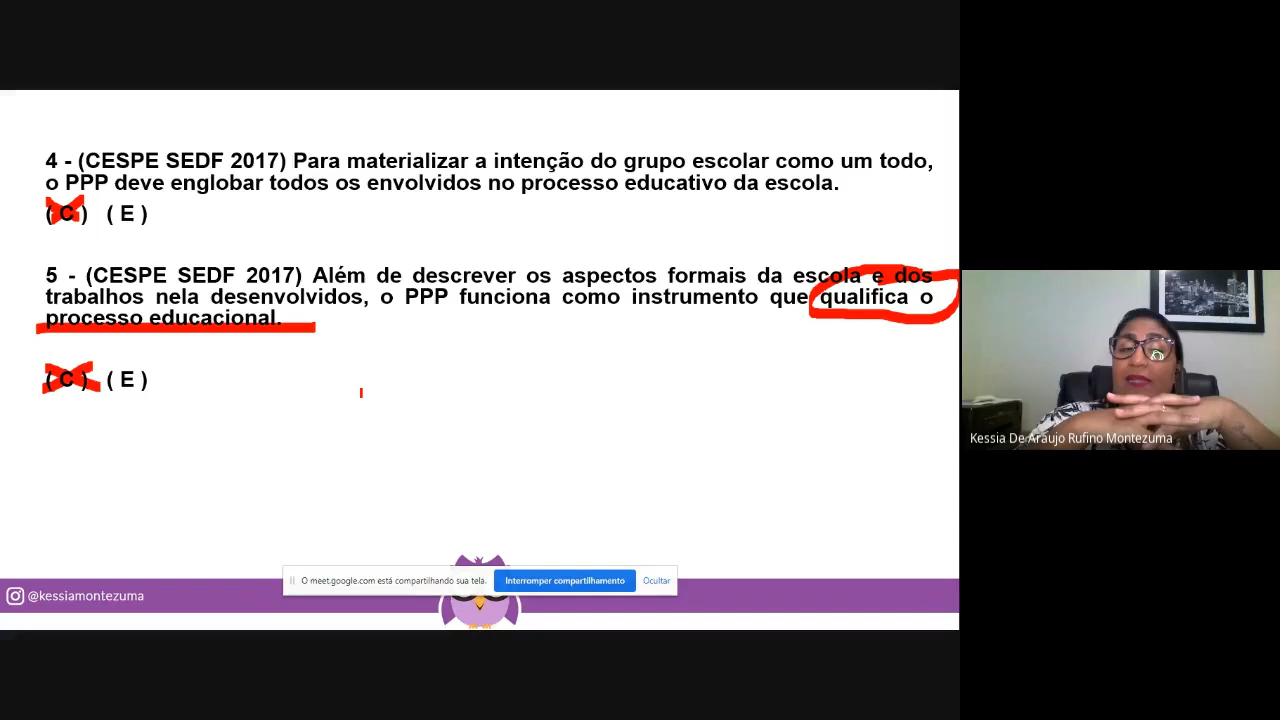 4 - (CESPE SEDF 2017) Para materializar a intenção do grupo escolar como um todo,
o PPP deve englobar todos os envolvidos no processo educativo da escola.
( C ) ( E )
5 - (CESPE SEDF 2017) Além de descrever os aspectos formais da escola e dos
trabalhos nela desenvolvidos, o PPP funciona como instrumento que qualifica o
processo educacional.
( C ) ( E )
Kessia De Araujo Rufino Montezuma
O meet.google.com está compartilhando sua tela.
Interromper compartilhamento
Ocultar
@kessiamontezuma